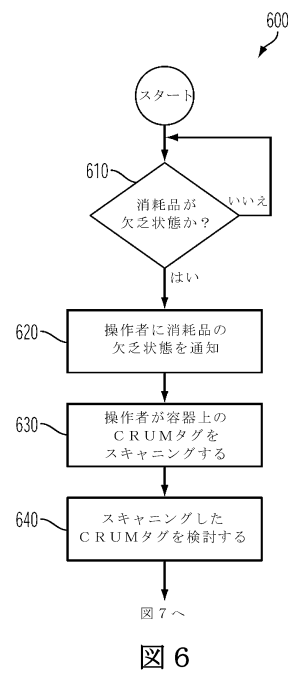 600
スタート
610
消耗品が
欠乏状態か？
いいえ
はい
620
操作者に消耗品の
欠乏状態を通知
630
操作者が容器上の
ＣＲＵＭタグを
スキャニングする
640
スキャニングした
ＣＲＵＭタグを検討する
図７へ
図６